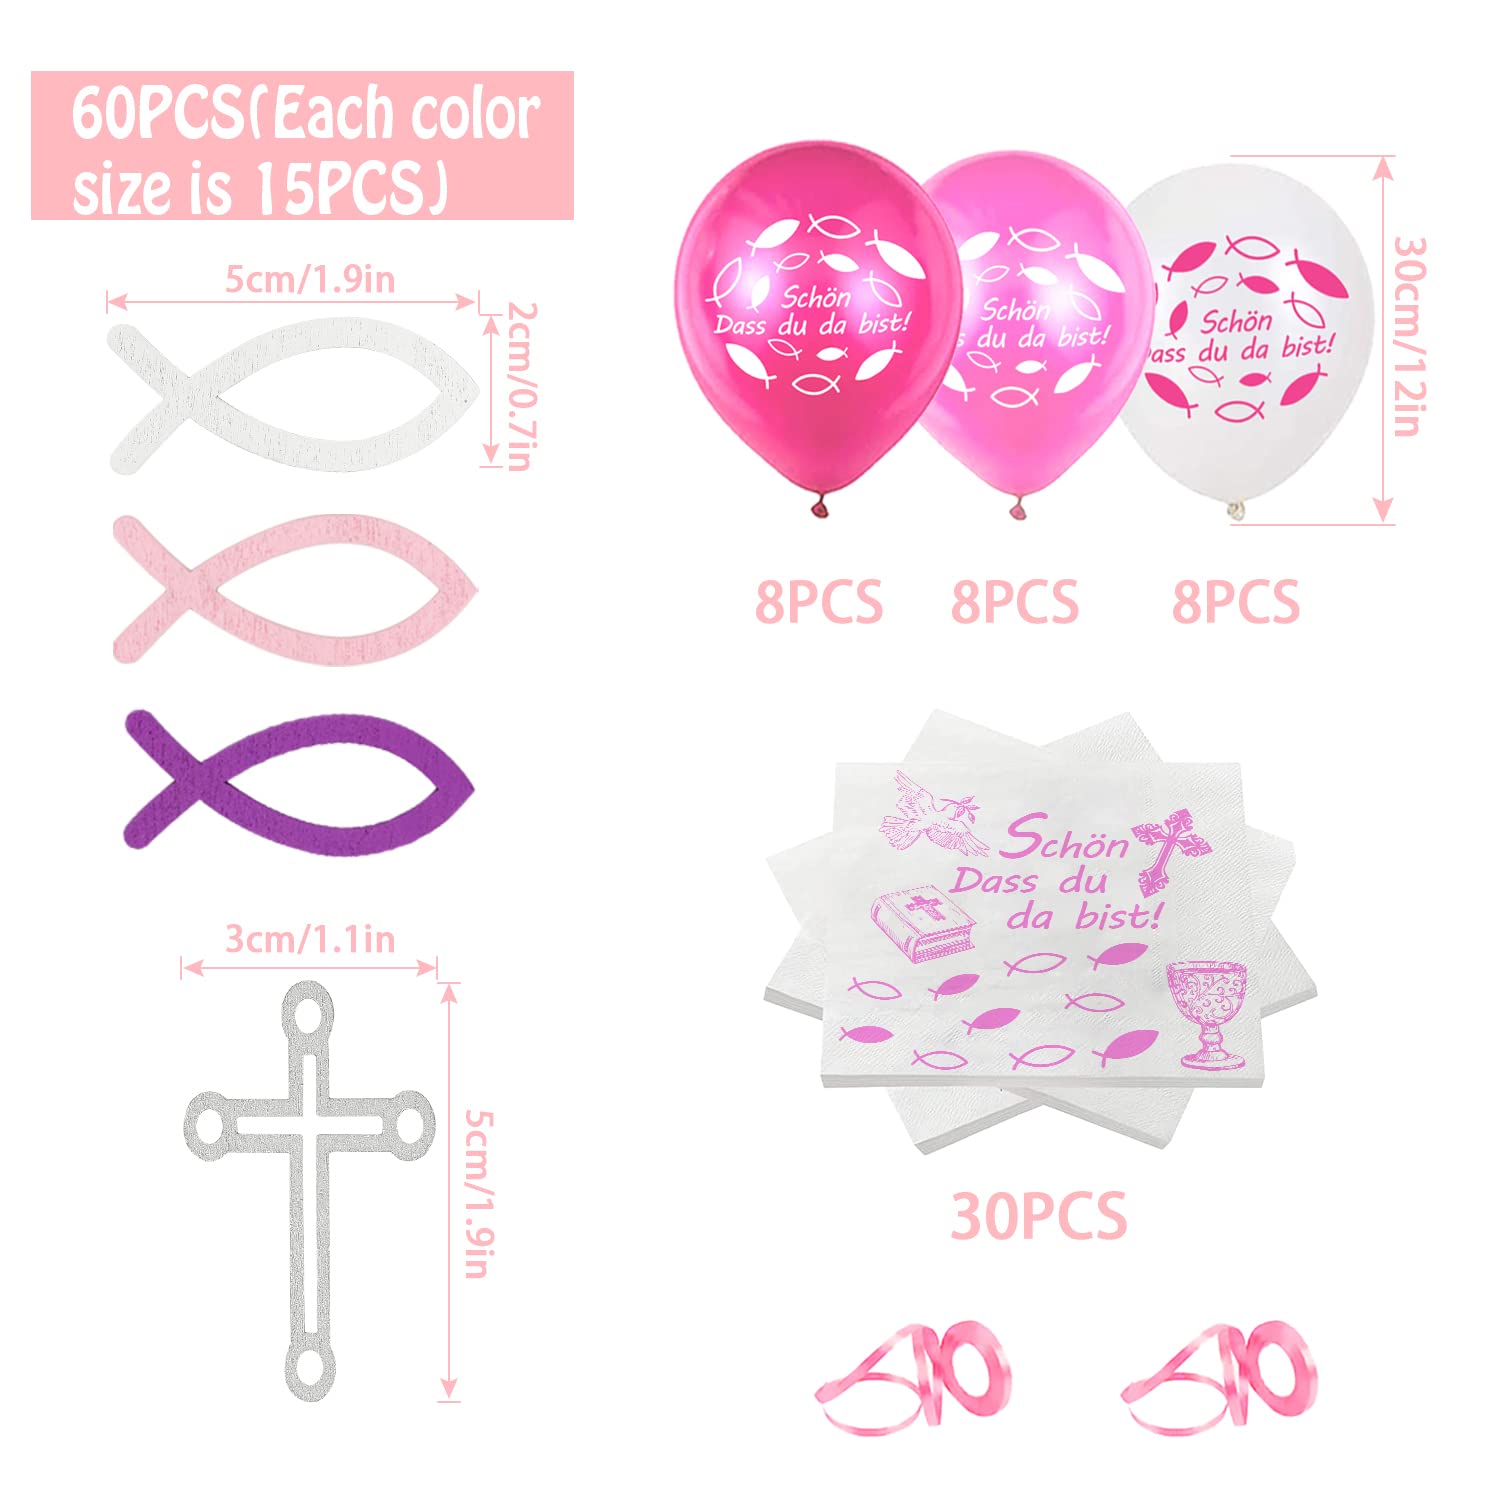 60PCS(Each color
size is 15PCS)
5cm/1.9in
2cm/0.7in
3cm/1.1in
5cm/1.9in
Schön
Dass du da bist!
Schön
s du da bist!
Schön
Dass du da bist!
30cm/12in
8PCS
8PCS
8PCS
Schön
Dass du
da bist!
30PCS